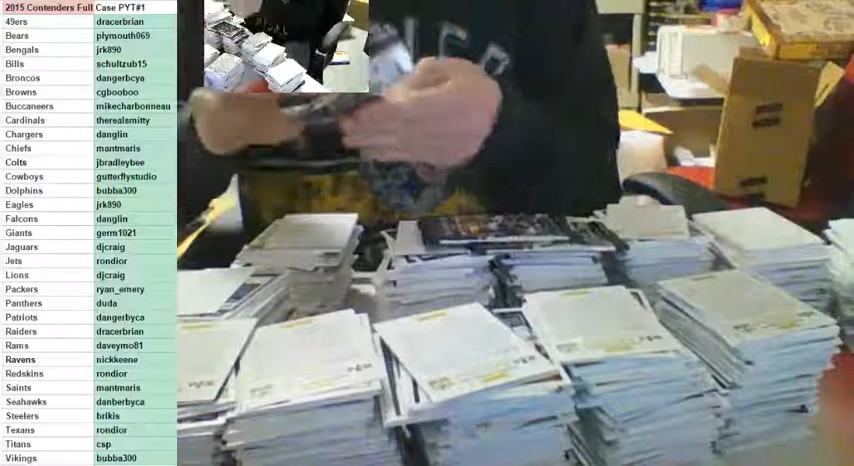 2015 Contenders Full Case PYT#1
49ers dracerbrian
Bears plymouth069
Bengals jrk890
Bills schultzub15
Broncos dangerbcya
Browns cgbooboo
Buccaneers mikecharbonneau
Cardinals therealsmitty
Chargers danglin
Chiefs mantmaris
Colts jbradleybee
Cowboys gutterflystudio
Dolphins bubba300
Eagles jrk890
Falcons danglin
Giants germ1021
Jaguars djcraig
Jets rondior
Lions djcraig
Packers ryan_emery
Panthers duda
Patriots dangerbyca
Raiders dracerbrian
Rams daveymo81
Ravens nickkeene
Redskins rondior
Saints mantmaris
Seahawks danberbyca
Steelers brikis
Texans rondior
Titans csp
Vikings bubba300